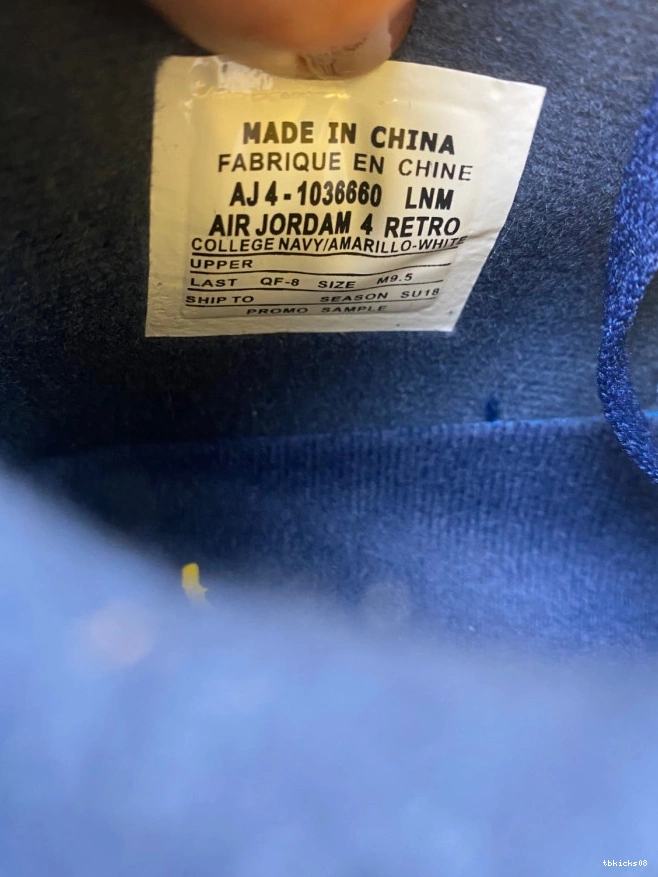 MADE IN CHINA
FABRIQUE EN CHINE
AJ4-1036660 LNM
AIR JORDAM 4 RETRO
COLLEGE NAVY/AMARILLO-WHITE
UPPER
LAST QF-8 SIZE M9.5
SHIP TO SEASON SU18
PROMO SAMPLE
tbkicks08